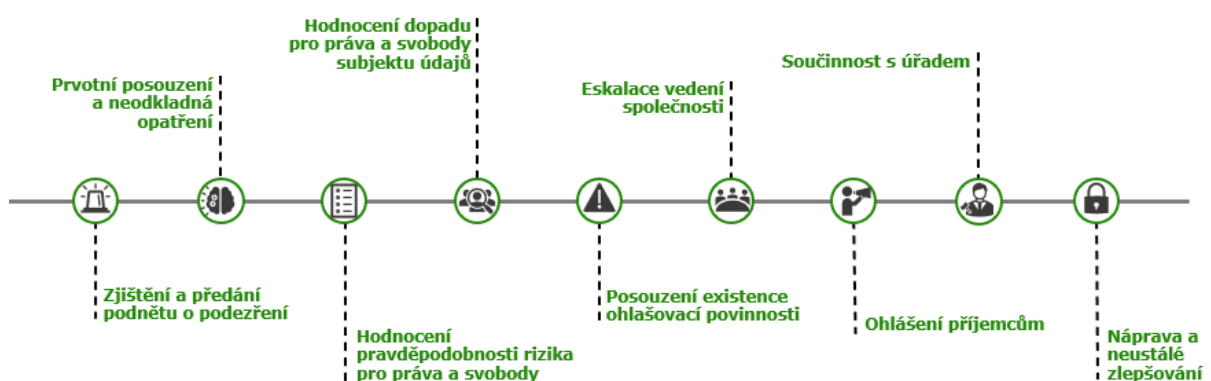 Zjištění a předání
podnětu o podezření
Prvotní posouzení
a neodkladná
opatření
Hodnocení
pravděpodobnosti rizika
pro práva a svobody
Hodnocení dopadu
pro práva a svobody
subjektu údajů
Posouzení existence
ohlašovací povinnosti
Eskalace vedení
společnosti
Ohlášení příjemcům
Součinnost s úřadem
Náprava a
neustálé
zlepšování